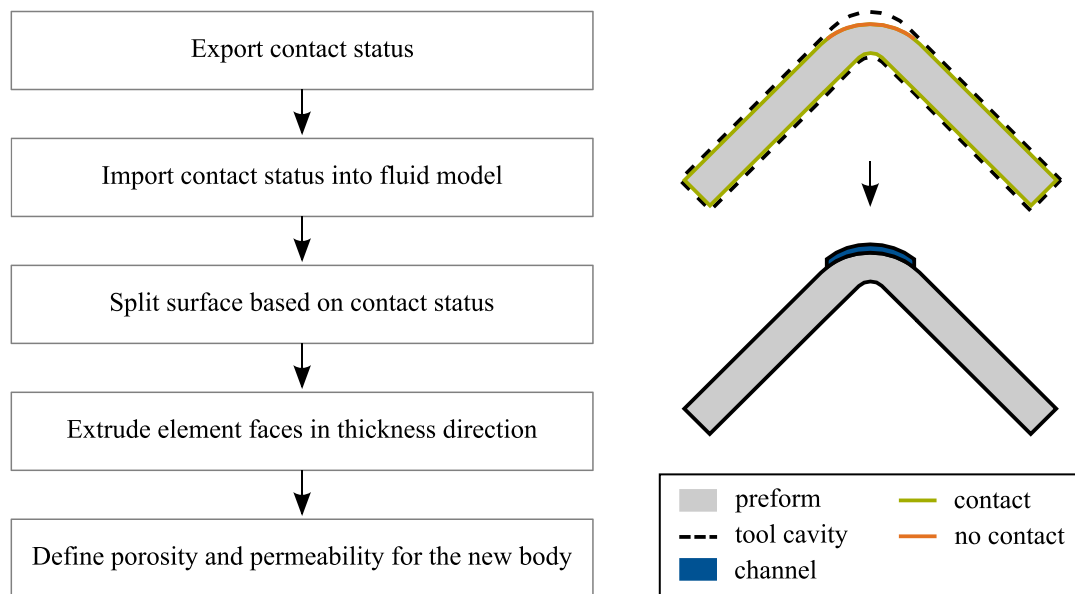 Export contact status
Import contact status into fluid model
Split surface based on contact status
Extrude element faces in thickness direction
Define porosity and permeability for the new body
preform
contact
tool cavity
no contact
channel